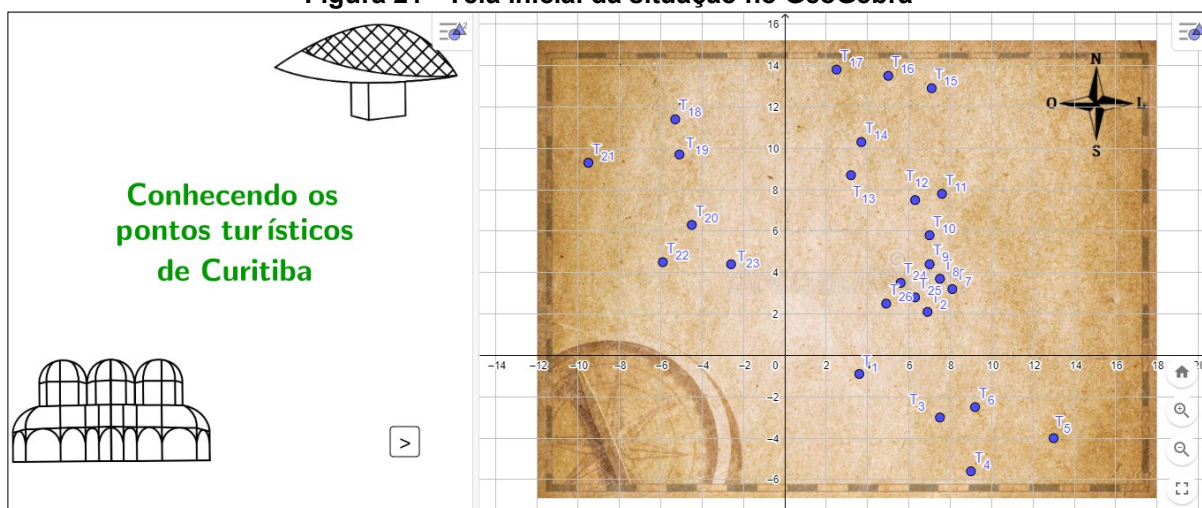 Figura 21 - Tela inicial da situação no GeoGebra
Conhecendo os
pontos turísticos
de Curitiba
>
N
O
L
S
16
14
12
10
8
6
4
2
0
-2
-4
-6
-14
-12
-10
-8
-6
-4
-2
2
4
6
8
10
12
14
16
18
T17
T16
T15
T18
T14
T19
T21
T13
T12
T11
T20
T10
T22
T23
T9
T8
T7
T24
T25
T26
T2
T1
T3
T6
T5
T4